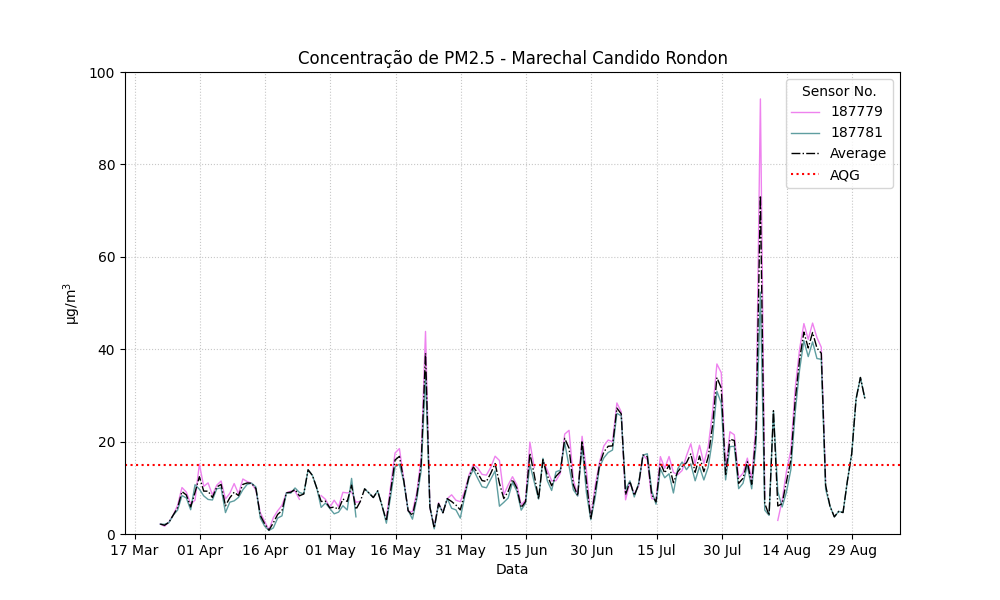 Concentração de PM2.5 - Marechal Candido Rondon
100
80
60
40
20
0
µg/m³
Sensor No.
187779
187781
Average
AQG
17 Mar
01 Apr
16 Apr
01 May
16 May
31 May
15 Jun
30 Jun
15 Jul
30 Jul
14 Aug
29 Aug
Data